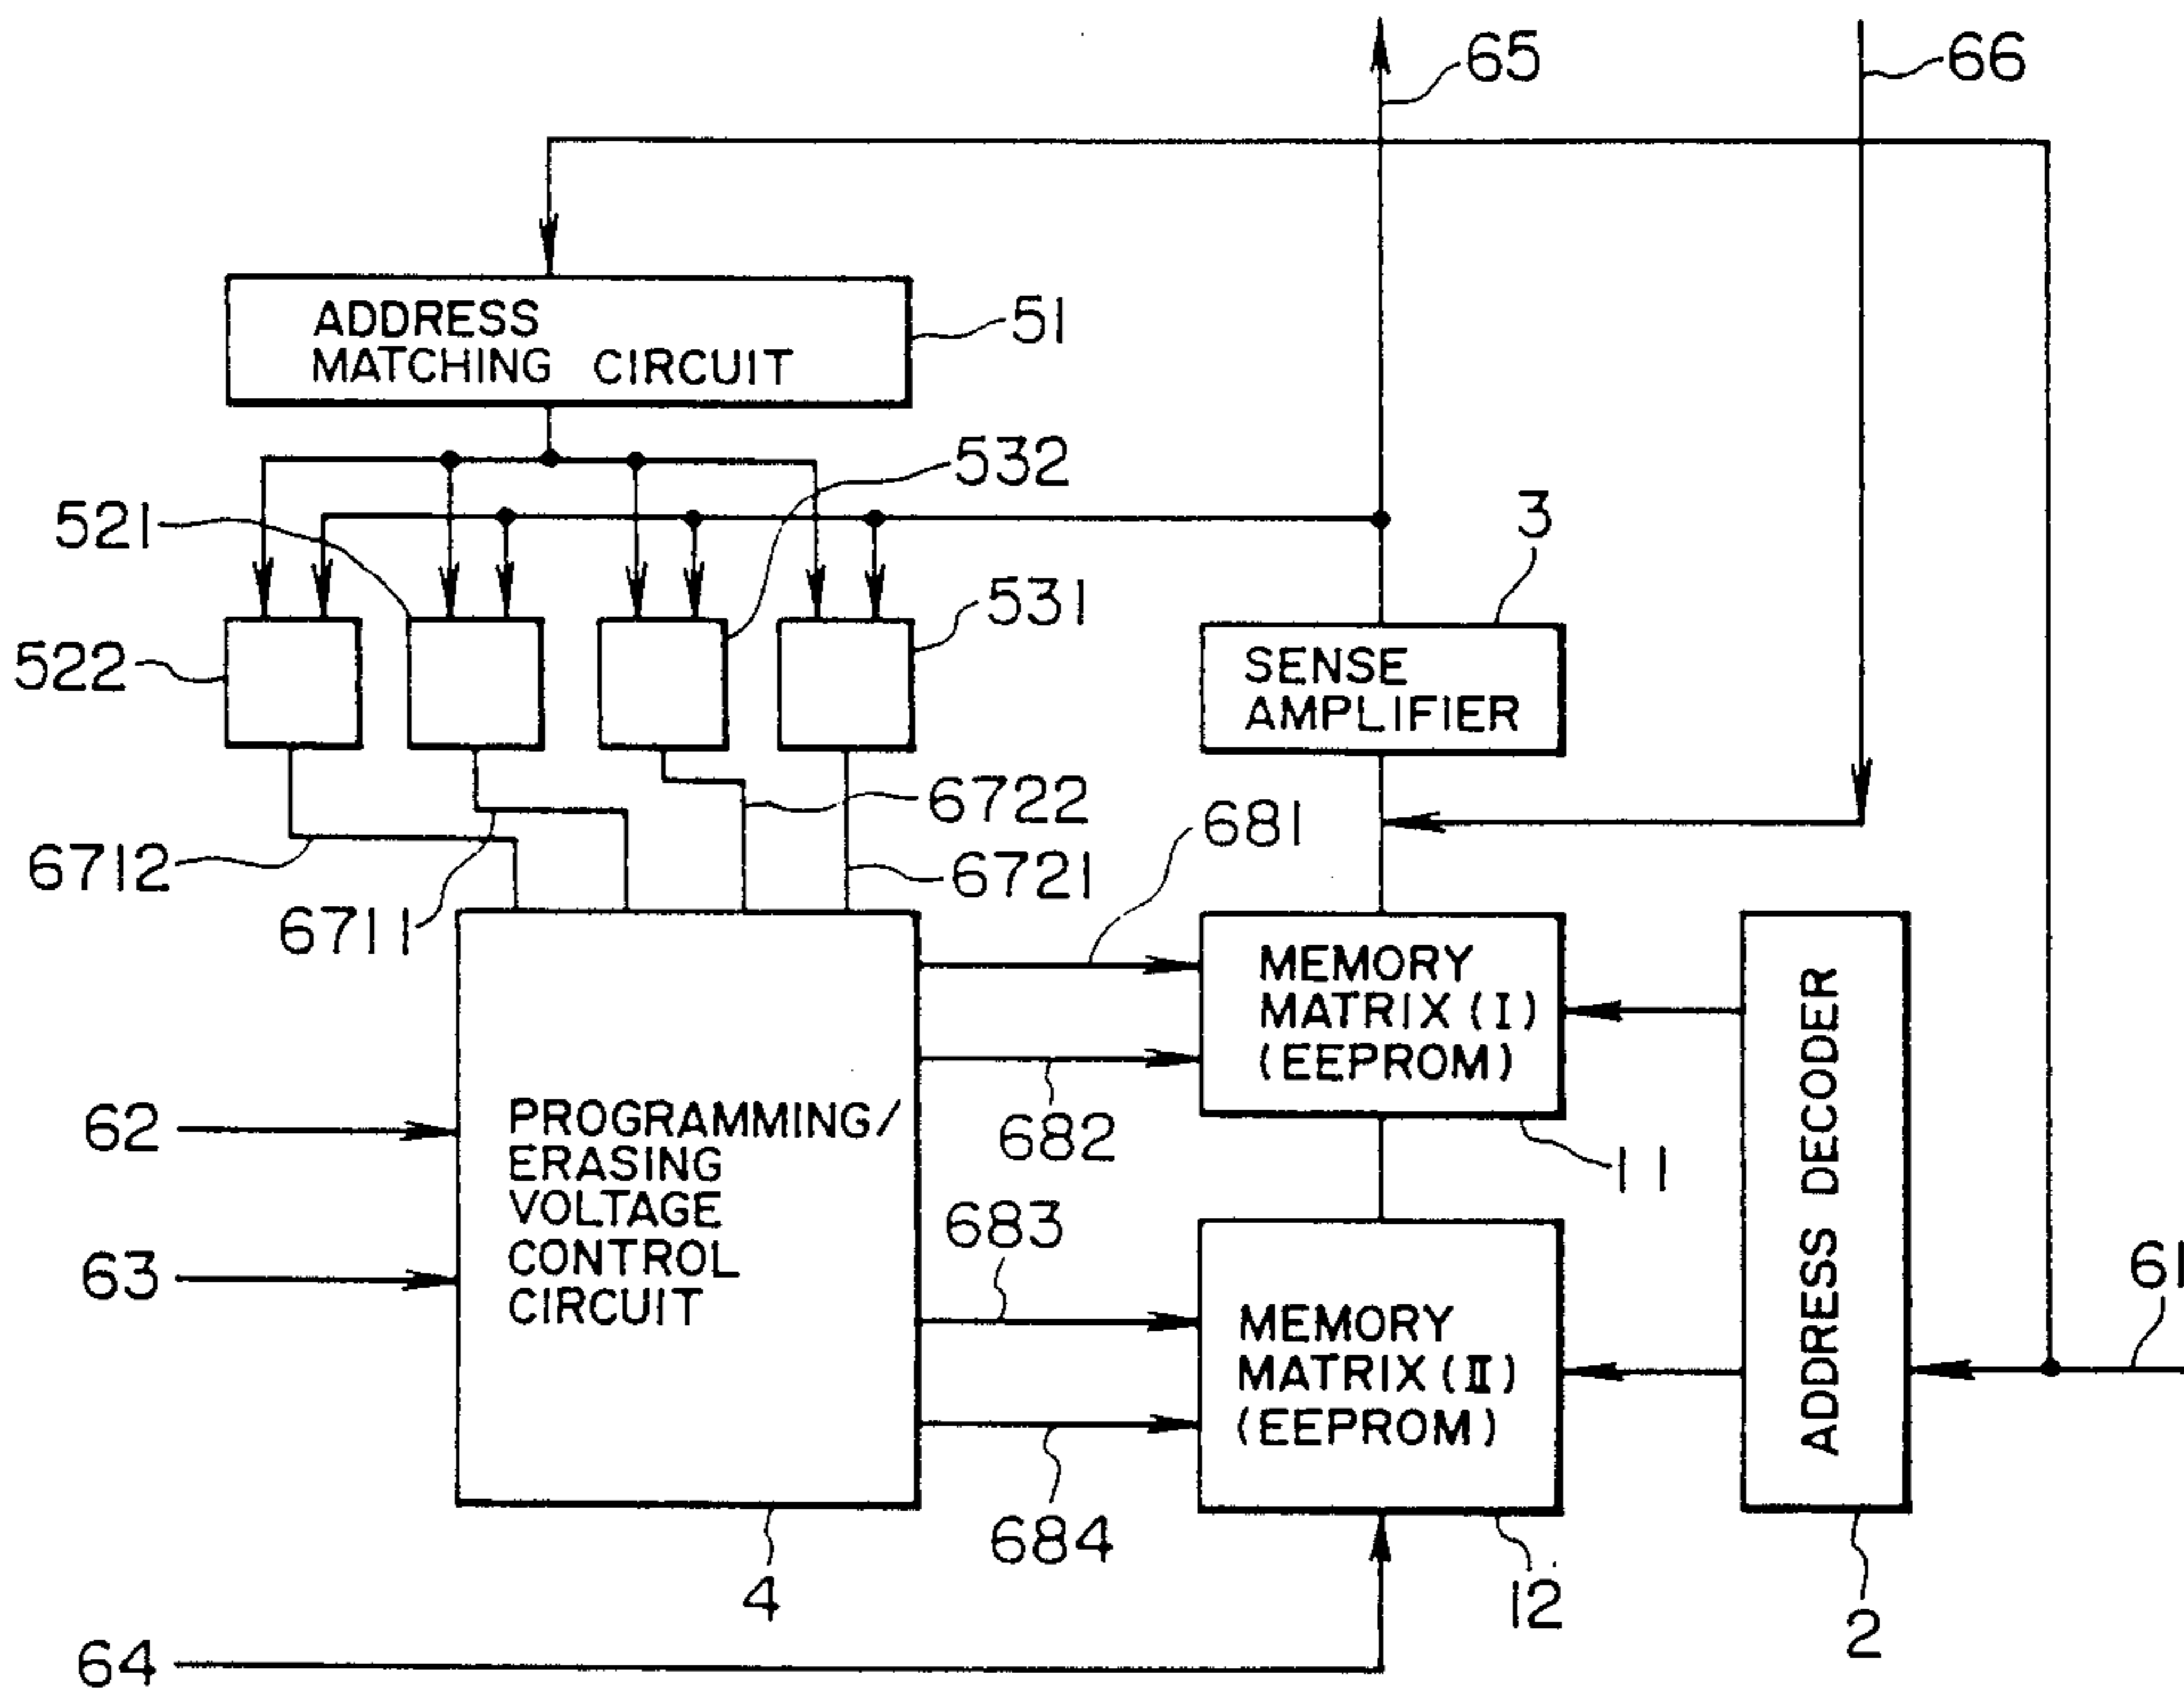 65
66
ADDRESS
MATCHING CIRCUIT
51
532
521
3
531
522
SENSE
AMPLIFIER
6722
681
6712
6721
6711
MEMORY
MATRIX (I)
(EEPROM)
ADDRESS DECODER
62
PROGRAMMING/
ERASING
VOLTAGE
CONTROL
CIRCUIT
682
11
683
63
61
MEMORY
MATRIX (II)
(EEPROM)
684
4
12
2
64